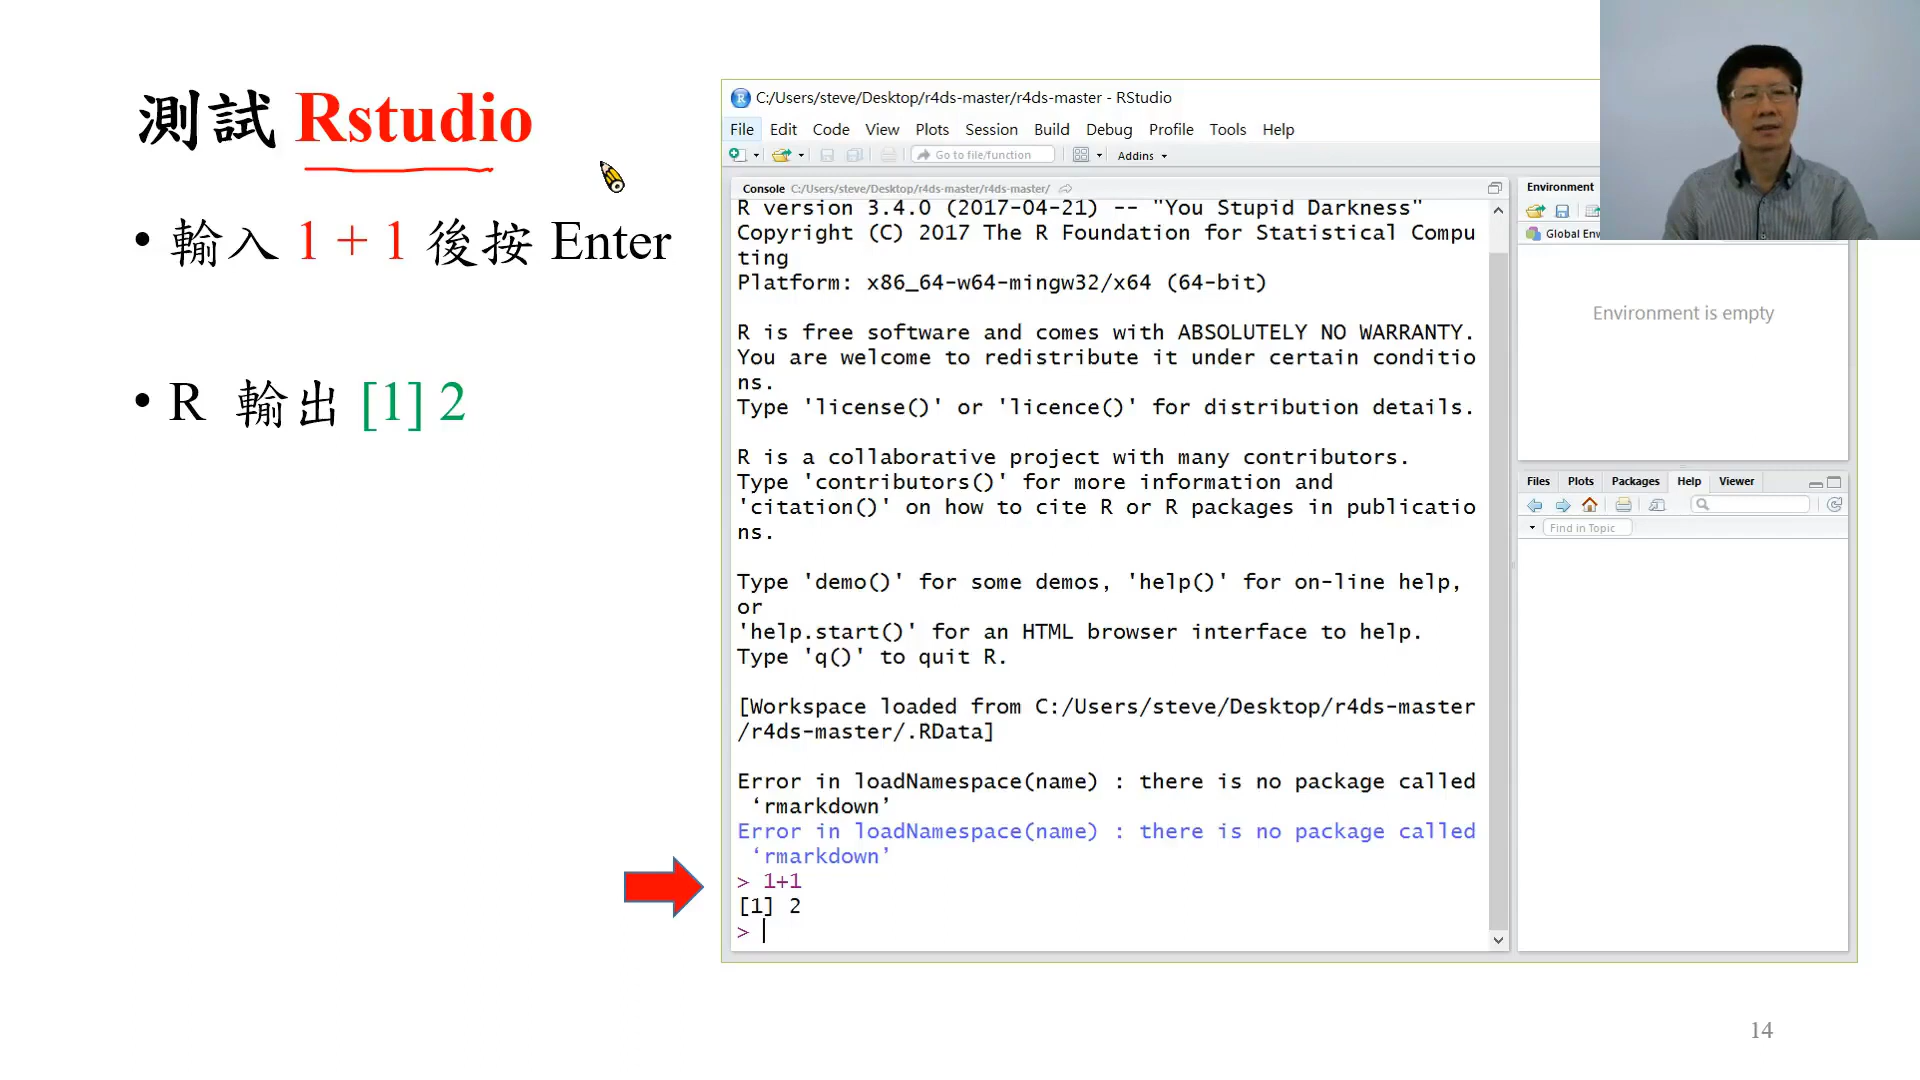 測試 Rstudio
• 輸入 1 + 1 後按 Enter
• R 輸出 [1] 2
C:/Users/steve/Desktop/r4ds-master/r4ds-master - RStudio
File Edit Code View Plots Session Build Debug Profile Tools Help
Go to file/function Addins
Console C:/Users/steve/Desktop/r4ds-master/r4ds-master/
R version 3.4.0 (2017-04-21) -- "You Stupid Darkness"
Copyright (C) 2017 The R Foundation for Statistical Compu
ting
Platform: x86_64-w64-mingw32/x64 (64-bit)
R is free software and comes with ABSOLUTELY NO WARRANTY.
You are welcome to redistribute it under certain conditio
ns.
Type 'license()' or 'licence()' for distribution details.
R is a collaborative project with many contributors.
Type 'contributors()' for more information and
'citation()' on how to cite R or R packages in publicatio
ns.
Type 'demo()' for some demos, 'help()' for on-line help,
or
'help.start()' for an HTML browser interface to help.
Type 'q()' to quit R.
[Workspace loaded from C:/Users/steve/Desktop/r4ds-master
/r4ds-master/.RData]
Error in loadNamespace(name) : there is no package called
‘rmarkdown’
Error in loadNamespace(name) : there is no package called
‘rmarkdown’
> 1+1
[1] 2
>
Environment
Global Env
Environment is empty
Files Plots Packages Help Viewer
Find in Topic
14